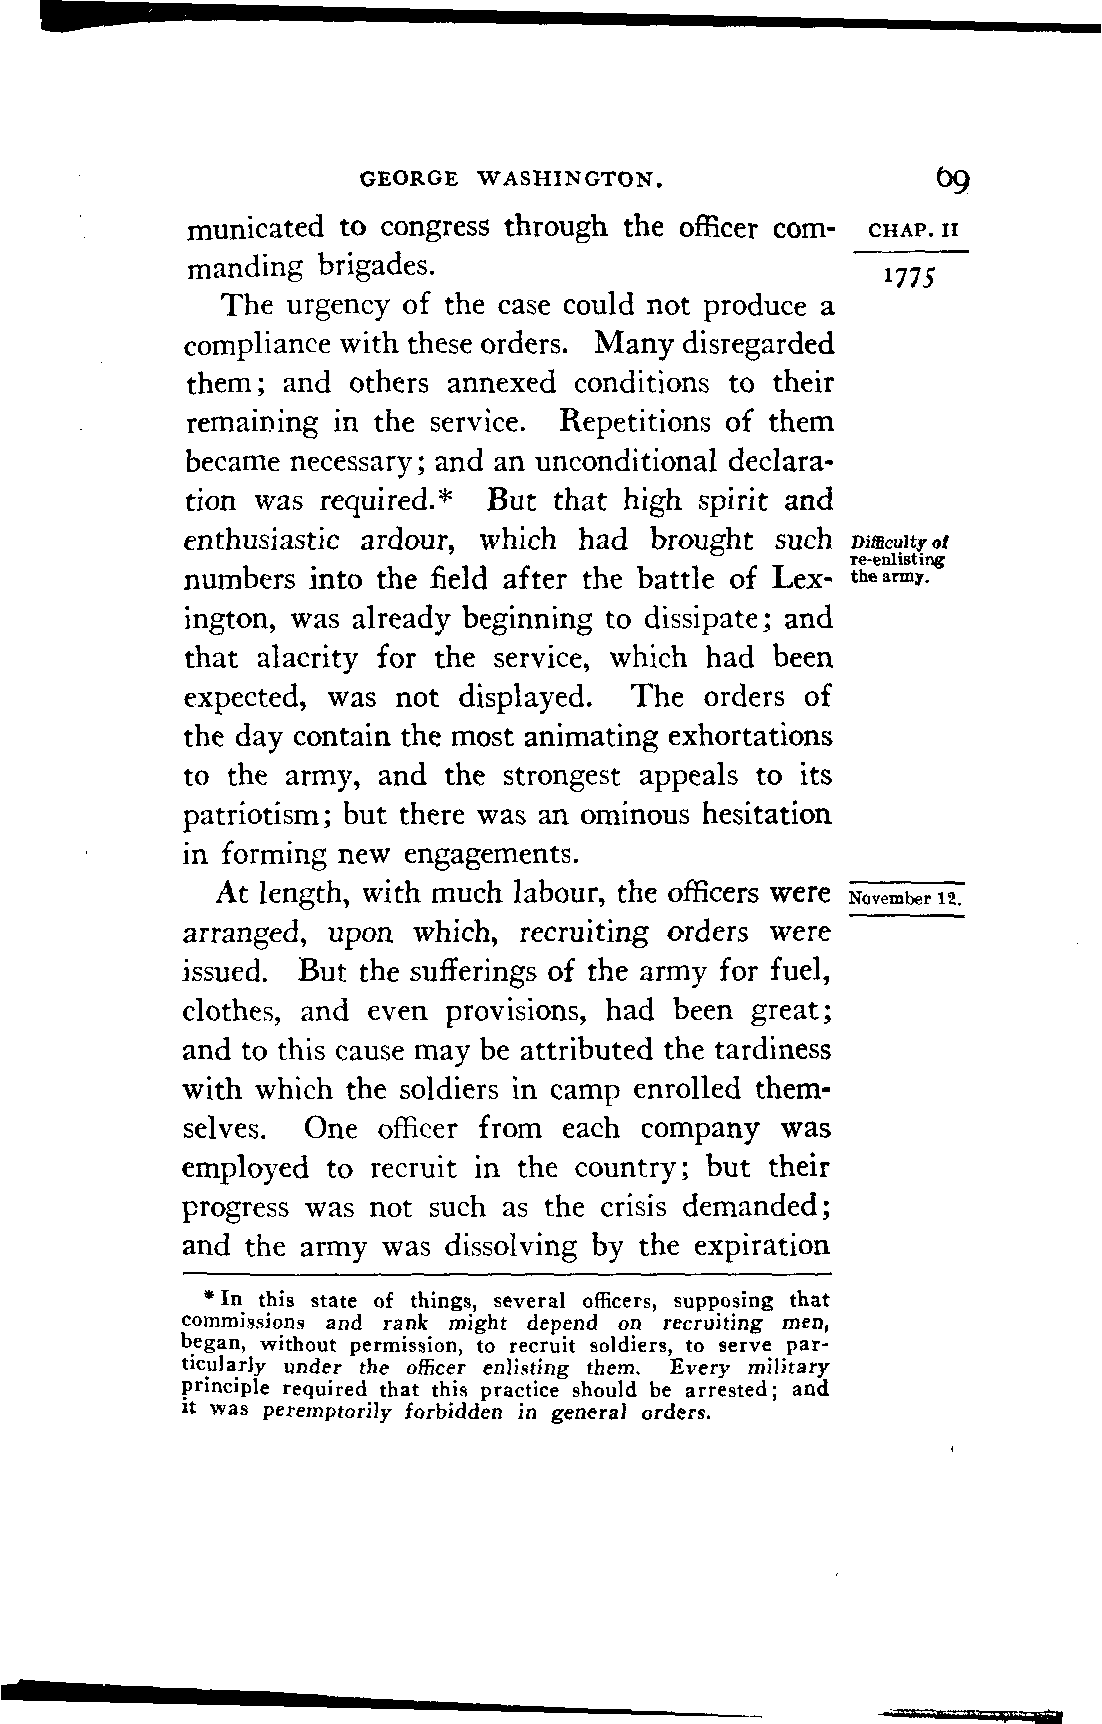 GEORGE WASHINGTON. 69
municated to congress through the officer com- CHAP. II
manding brigades. 1775
The urgency of the case could not produce a
compliance with these orders. Many disregarded
them; and others annexed conditions to their
remaining in the service. Repetitions of them
became necessary; and an unconditional declara-
tion was required.* But that high spirit and
enthusiastic ardour, which had brought such
numbers into the field after the battle of Lex-
Difficulty of
re-enlisting
the army.
ington, was already beginning to dissipate; and
that alacrity for the service, which had been
expected, was not displayed. The orders of
the day contain the most animating exhortations
to the army, and the strongest appeals to its
patriotism; but there was an ominous hesitation
in forming new engagements.
At length, with much labour, the officers were November 12.
arranged, upon which, recruiting orders were
issued. But the sufferings of the army for fuel,
clothes, and even provisions, had been great;
and to this cause may be attributed the tardiness
with which the soldiers in camp enrolled them-
selves. One officer from each company was
employed to recruit in the country; but their
progress was not such as the crisis demanded;
and the army was dissolving by the expiration
* In this state of things, several officers, supposing that
commissions and rank might depend on recruiting men,
began, without permission, to recruit soldiers, to serve par-
ticularly under the officer enlisting them. Every military
principle required that this practice should be arrested; and
it was peremptorily forbidden in general orders.